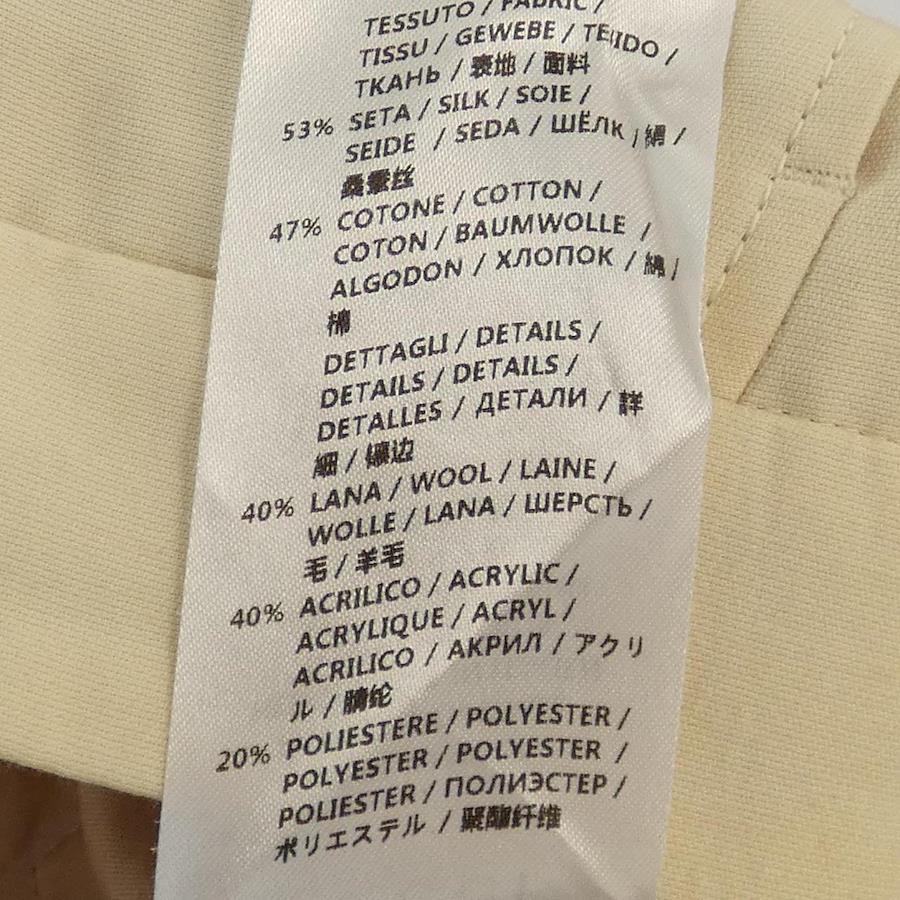 TESSUTO / FABRIC /
TISSU / GEWEBE / TEJIDO /
ТКАНЬ / 表地 / 面料
53% SETA / SILK / SOIE /
SEIDE / SEDA / ШЁЛК / 絹 /
桑蚕丝
47% COTONE / COTTON /
COTON / BAUMWOLLE /
ALGODON / ХЛОПОК / 綿 /
棉
DETTAGLI / DETAILS /
DETAILS / DETAILS /
DETALLES / ДЕТАЛИ / 詳
細 / 镶边
40% LANA / WOOL / LAINE /
WOLLE / LANA / ШЕРСТЬ /
毛 / 羊毛
40% ACRILICO / ACRYLIC /
ACRYLIQUE / ACRYL /
ACRILICO / АКРИЛ / アクリ
ル / 腈纶
20% POLIESTERE / POLYESTER /
POLYESTER / POLYESTER /
POLIESTER / ПОЛИЭСТЕР /
ポリエステル / 聚酯纤维